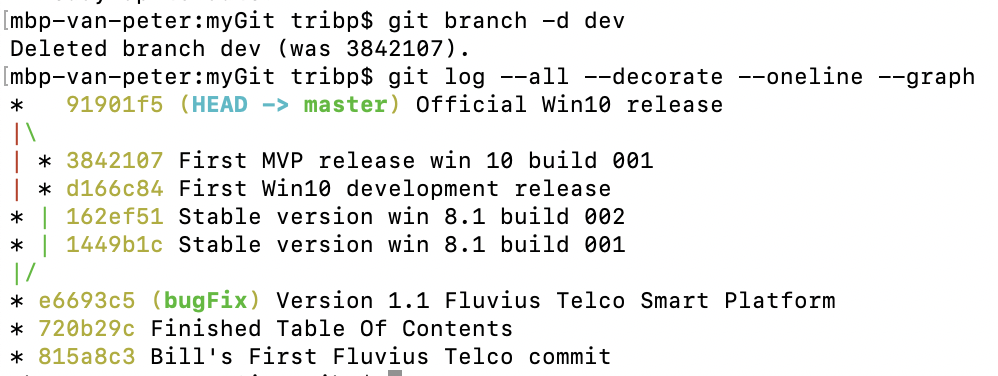 mbp-van-peter:myGit tribp$ git branch -d dev
Deleted branch dev (was 3842107).
[mbp-van-peter:myGit tribp$ git log --all --decorate --oneline --graph
*   91901f5 (HEAD -> master) Official Win10 release
|\
| * 3842107 First MVP release win 10 build 001
| * d166c84 First Win10 development release
* | 162ef51 Stable version win 8.1 build 002
* | 1449b1c Stable version win 8.1 build 001
|/
* e6693c5 (bugFix) Version 1.1 Fluvius Telco Smart Platform
* 720b29c Finished Table Of Contents
* 815a8c3 Bill's First Fluvius Telco commit